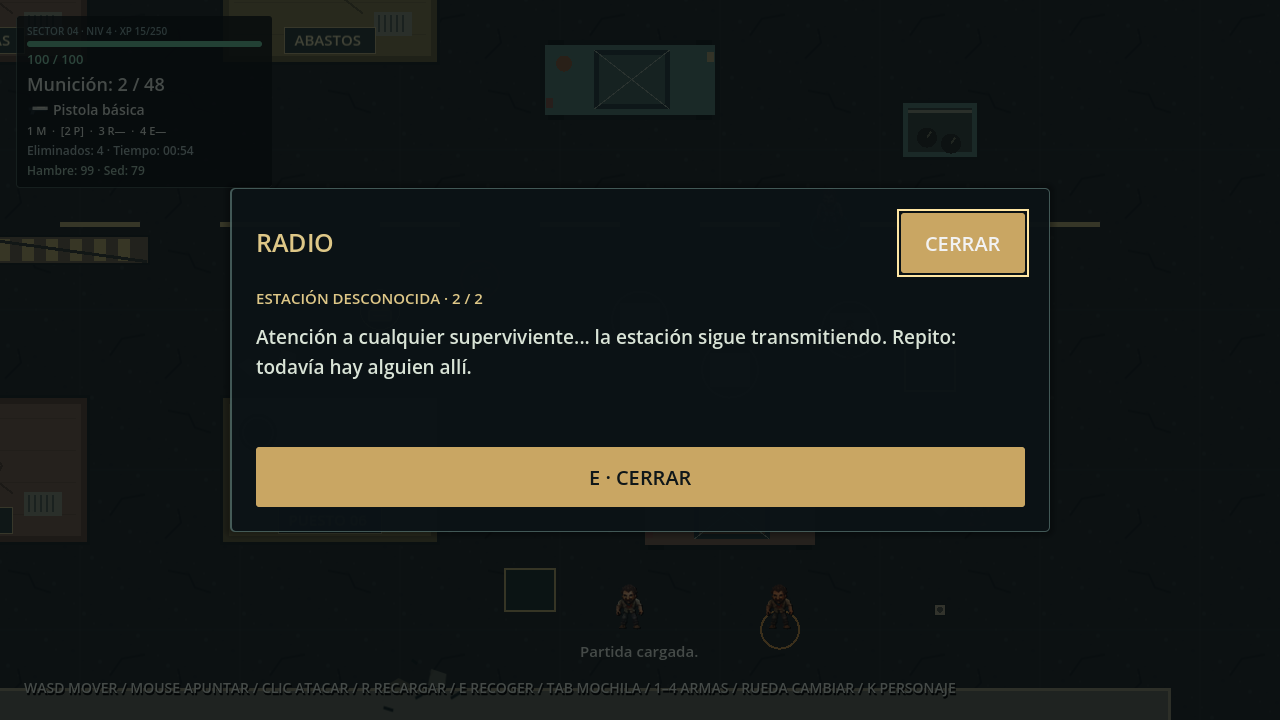 SECTOR 04 · NIV 4 · XP 15/250
AS
ABASTOS
100 / 100
Munición: 2 / 48
Pistola básica
1 M · [2 P] · 3 R— · 4 E—
Eliminados: 4 · Tiempo: 00:54
Hambre: 99 · Sed: 79
RADIO
CERRAR
ESTACIÓN DESCONOCIDA · 2 / 2
Atención a cualquier superviviente... la estación sigue transmitiendo. Repito:
todavía hay alguien allí.
E · CERRAR
Partida cargada.
WASD MOVER / MOUSE APUNTAR / CLIC ATACAR / R RECARGAR / E RECOGER / TAB MOCHILA / 1–4 ARMAS / RUEDA CAMBIAR / K PERSONAJE